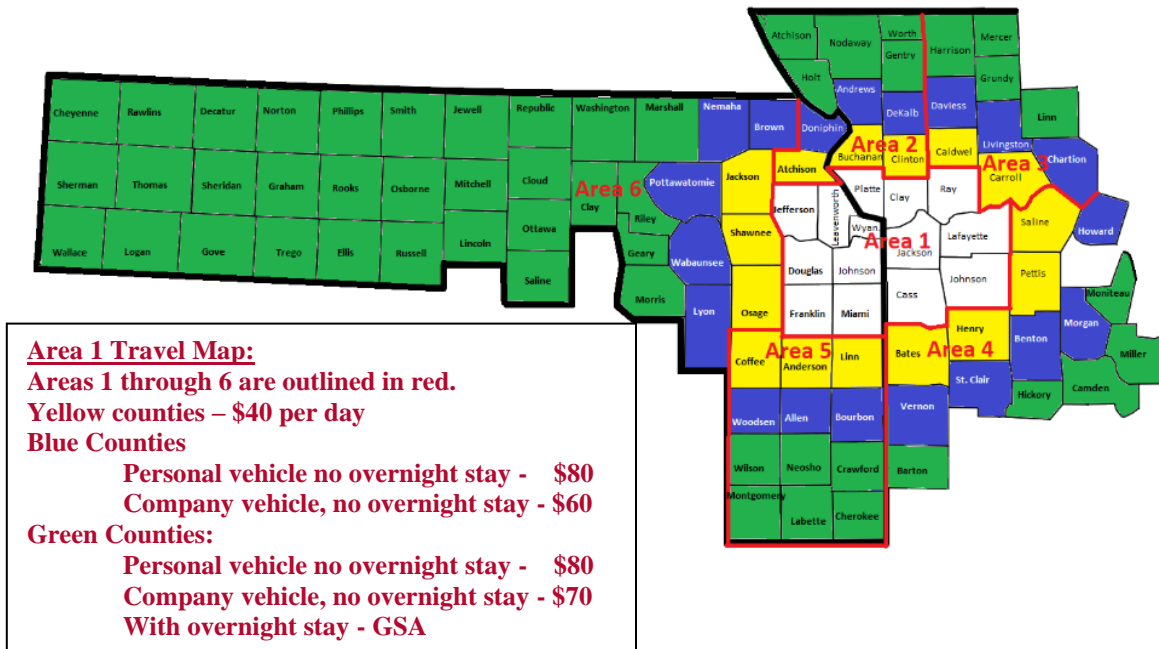 Atchison Nodaway Worth Harrison Mercer
Gentry
Holt Grundy
Andrews DeKalb Daviess Linn
Cheyenne Rawlins Decatur Norton Phillips Smith Jewell Republic Washington Marshall Nemaha Brown Doniphin
Area 2 Livingston Chartion
Buchanan Clinton Caldwel Area 3
Sherman Thomas Sheridan Graham Rooks Osborne Mitchell Cloud Area 6 Pottawatomie Jackson Atchison Carroll
Clay Riley Jefferson Leavenworth Platte Clay Ray Saline
Wyan. Area 1 Lafayette Howard
Wallace Logan Gove Trego Ellis Russell Lincoln Ottawa Geary Wabaunsee Shawnee Jackson
Saline Morris Douglas Johnson Cass Johnson Pettis Moniteau
Lyon Osage Franklin Miami Henry Benton Morgan
Coffee Area 5 Linn Bates Area 4 Miller
Anderson St. Clair Hickory Camden
Woodsen Allen Bourbon Vernon
Wilson Neosho Crawford Barton
Montgomery Labette Cherokee
Area 1 Travel Map:
Areas 1 through 6 are outlined in red.
Yellow counties – $40 per day
Blue Counties
Personal vehicle no overnight stay - $80
Company vehicle, no overnight stay - $60
Green Counties:
Personal vehicle no overnight stay - $80
Company vehicle, no overnight stay - $70
With overnight stay - GSA